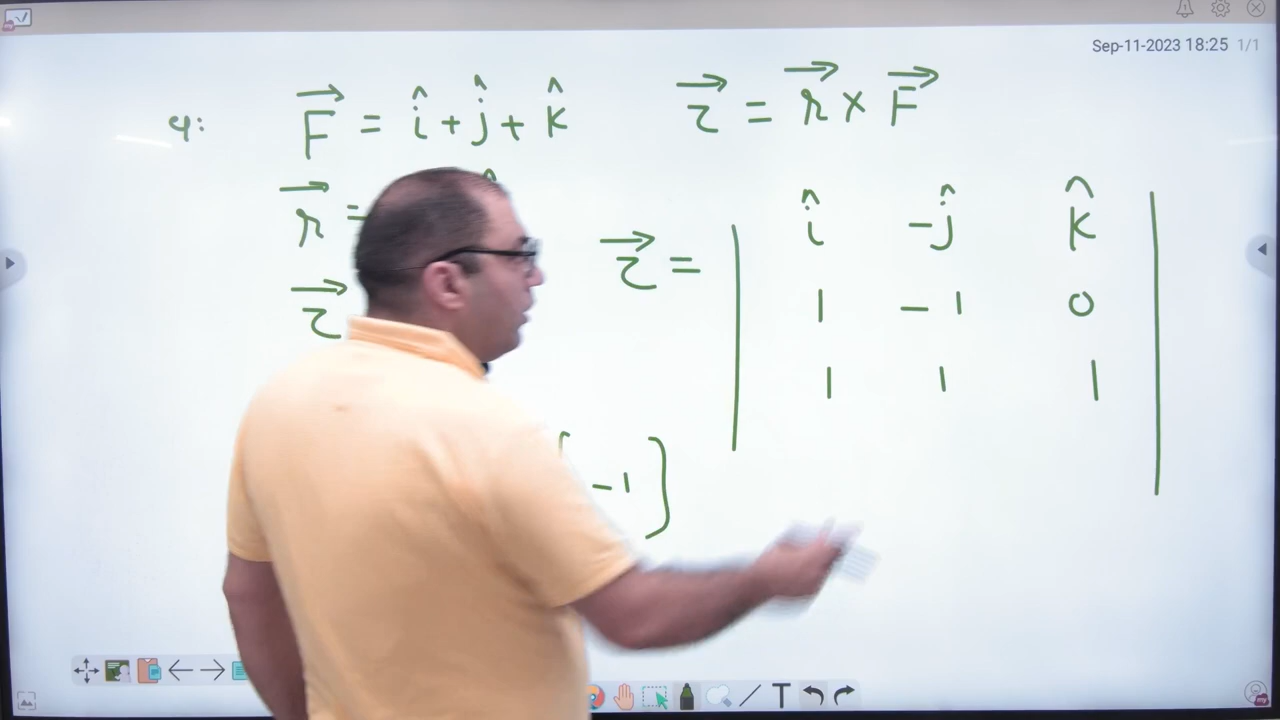 Sep-11-2023 18:25 1/1
4: F⃗ = î + ĵ + k̂
τ⃗ = r⃗ × F⃗
r⃗ =
τ⃗
τ⃗ = | î -ĵ k̂ |
1 -1 0
1 1 1
-1 ]
T